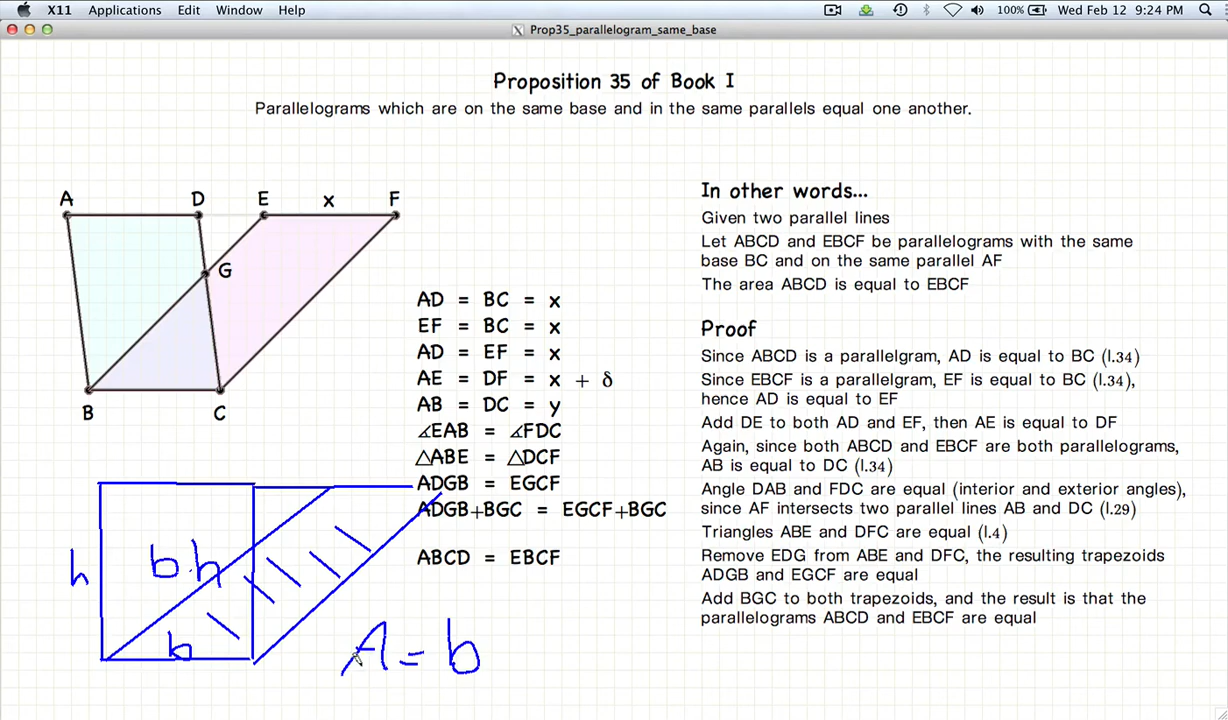 X11 Applications Edit Window Help 100% Wed Feb 12 9:24 PM
Prop35_parallelogram_same_base
Proposition 35 of Book I
Parallelograms which are on the same base and in the same parallels equal one another.
A D E x F
G
B C
AD = BC = x
EF = BC = x
AD = EF = x
AE = DF = x + δ
AB = DC = y
∡EAB = ∡FDC
△ABE = △DCF
ADGB = EGCF
ADGB+BGC = EGCF+BGC
ABCD = EBCF
h b·h
b
A = b
In other words...
Given two parallel lines
Let ABCD and EBCF be parallelograms with the same
base BC and on the same parallel AF
The area ABCD is equal to EBCF
Proof
Since ABCD is a parallelgram, AD is equal to BC (I.34)
Since EBCF is a parallelgram, EF is equal to BC (I.34),
hence AD is equal to EF
Add DE to both AD and EF, then AE is equal to DF
Again, since both ABCD and EBCF are both parallelograms,
AB is equal to DC (I.34)
Angle DAB and FDC are equal (interior and exterior angles),
since AF intersects two parallel lines AB and DC (I.29)
Triangles ABE and DFC are equal (I.4)
Remove EDG from ABE and DFC, the resulting trapezoids
ADGB and EGCF are equal
Add BGC to both trapezoids, and the result is that the
parallelograms ABCD and EBCF are equal